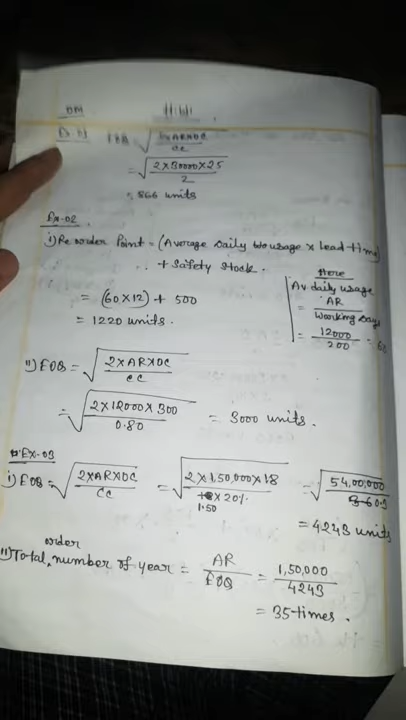 OM H.W
Ex-01 EOQ = √(2×AR×OC / CC)
= √(2×30000×25 / 2)
= 866 units
Ex-02.
i) Re order Point = (Average daily usage × Lead time)
+ Safety Stock.
= (60×12) + 500
= 1220 units.
Here
Av daily usage
= AR / Working Days
= 12000 / 200 = 60
ii) EOQ = √(2×AR×OC / CC)
= √(2×12000×300 / 0.80) = 3000 units.
EX-03
i) EOQ = √(2×AR×OC / CC) = √(2×1,50,000×18 / 1.50×20%) = √(54,00,000 / 0.3)
= 4243 units
ii) Total order number of year = AR / EOQ = 1,50,000 / 4243
= 35 times.